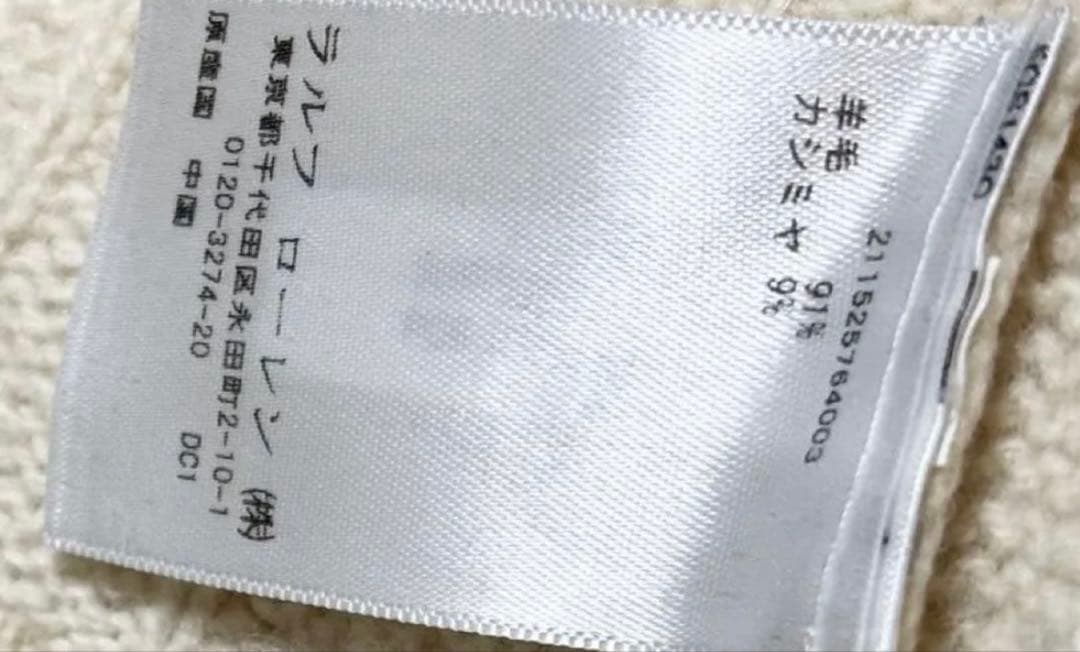 211525764003
羊毛 91%
カシミヤ 9%
ラルフ ローレン ㈱
東京都千代田区永田町2-10-1
0120-3274-20
原産国 中国 DC1